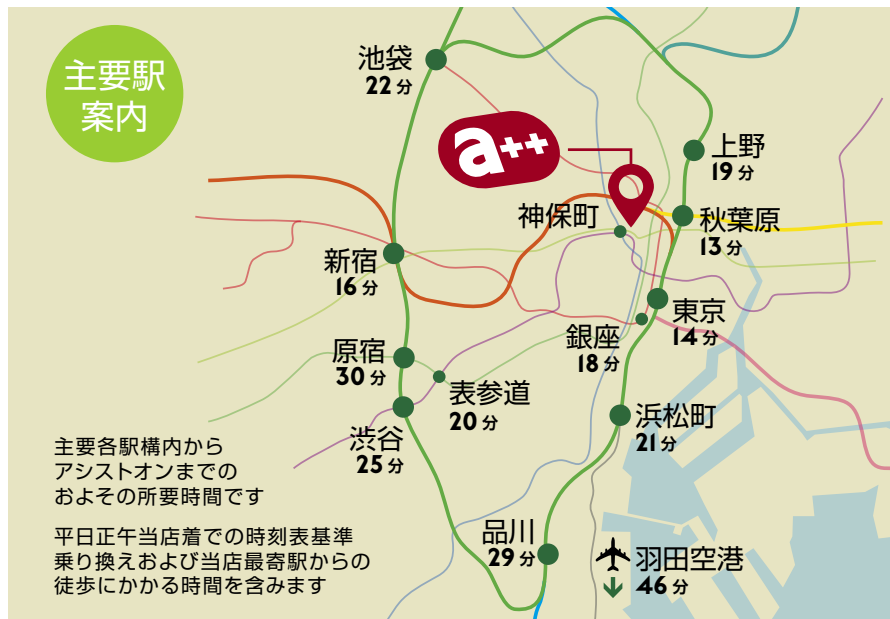 主要駅
案内
池袋
22分
a++
上野
19分
神保町
秋葉原
13分
新宿
16分
東京
14分
銀座
18分
原宿
30分
表参道
20分
渋谷
25分
浜松町
21分
品川
29分
羽田空港
46分
主要各駅構内から
アシストオンまでの
およその所要時間です
平日正午当店着での時刻表基準
乗り換えおよび当店最寄駅からの
徒歩にかかる時間を含みます